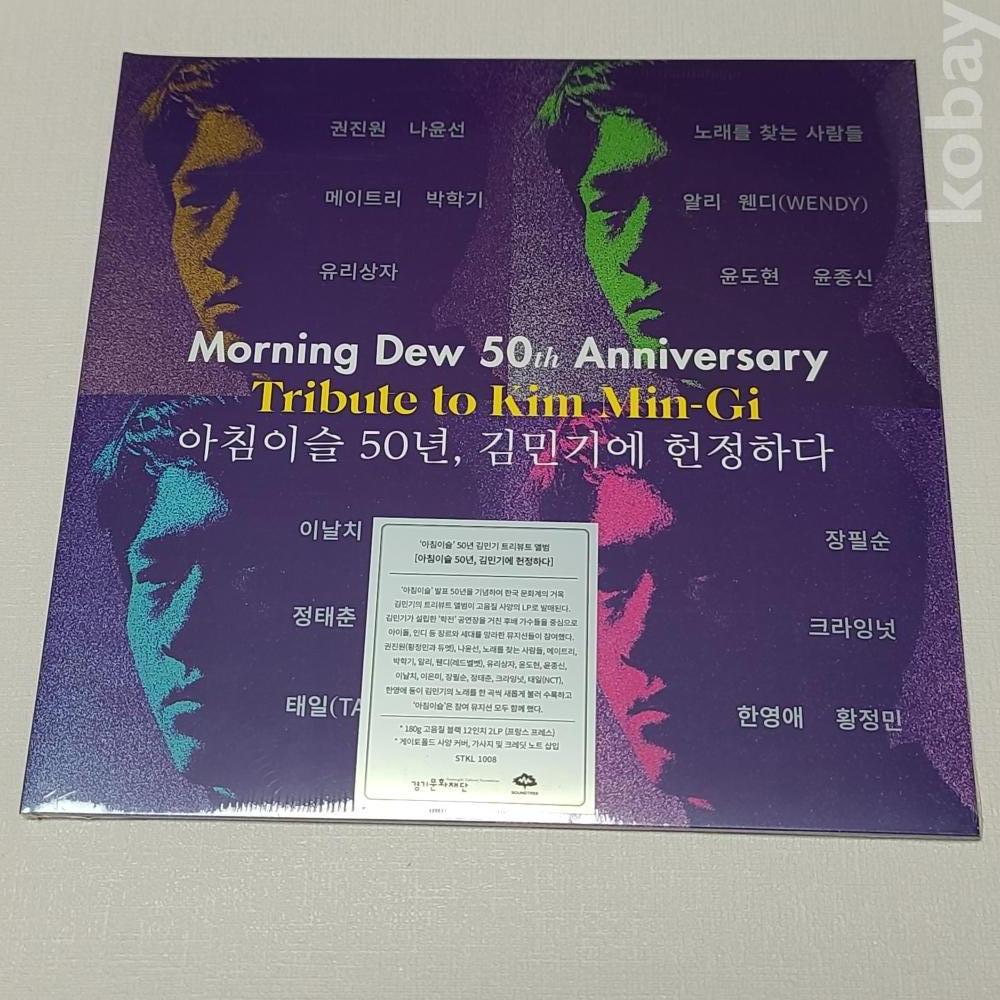 kobay
권진원 나윤선
메이트리 박학기
유리상자
노래를 찾는 사람들
알리 웬디(WENDY)
윤도현 윤종신
Morning Dew 50th Anniversary
Tribute to Kim Min-Gi
아침이슬 50년, 김민기에 헌정하다
이날치
정태춘
태일(TA
장필순
크라잉넛
한영애 황정민
'아침이슬' 50년 김민기 트리뷰트 앨범
[아침이슬 50년, 김민기에 헌정하다]
'아침이슬' 발표 50년을 기념하여 한국 문화계의 거목
김민기의 트리뷰트 앨범이 고음질 사양의 LP로 발매된다.
김민기가 설립한 '학전' 공연장을 거친 후배 가수들을 중심으로
아이돌, 인디 등 장르와 세대를 망라한 뮤지션들이 참여했다.
권진원(황정민과 듀엣), 나윤선, 노래를 찾는 사람들, 메이트리,
박학기, 알리, 웬디(레드벨벳), 유리상자, 윤도현, 윤종신,
이날치, 이은미, 장필순, 정태춘, 크라잉넛, 태일(NCT),
한영애 등이 김민기의 노래를 한 곡씩 새롭게 불러 수록하고
'아침이슬'은 참여 뮤지션 모두 함께 했다.
* 180g 고음질 블랙 12인치 2LP (프랑스 프레스)
* 게이트폴드 사양 커버, 가사지 및 크레딧 노트 삽입
STKL 1008
경기문화재단
SOUNDTREE